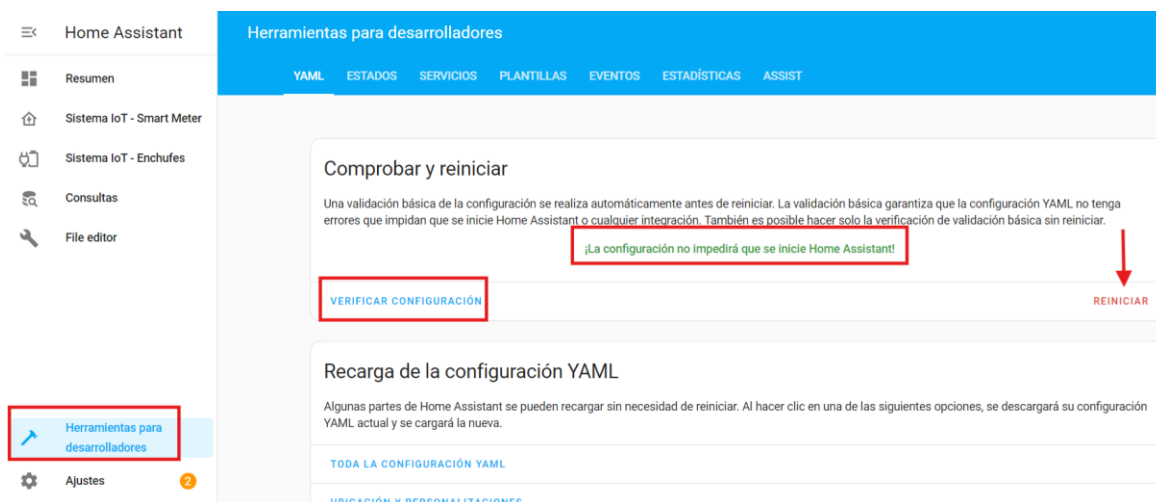 Home Assistant
Resumen
Sistema IoT - Smart Meter
Sistema IoT - Enchufes
Consultas
File editor
Herramientas para
desarrolladores
Ajustes
2
Herramientas para desarrolladores
YAML ESTADOS SERVICIOS PLANTILLAS EVENTOS ESTADÍSTICAS ASSIST
Comprobar y reiniciar
Una validación básica de la configuración se realiza automáticamente antes de reiniciar. La validación básica garantiza que la configuración YAML no tenga
errores que impidan que se inicie Home Assistant o cualquier integración. También es posible hacer solo la verificación de validación básica sin reiniciar.
¡La configuración no impedirá que se inicie Home Assistant!
VERIFICAR CONFIGURACIÓN
REINICIAR
Recarga de la configuración YAML
Algunas partes de Home Assistant se pueden recargar sin necesidad de reiniciar. Al hacer clic en una de las siguientes opciones, se descargará su configuración
YAML actual y se cargará la nueva.
TODA LA CONFIGURACIÓN YAML
UBICACIÓN Y PERSONALIZACIONES